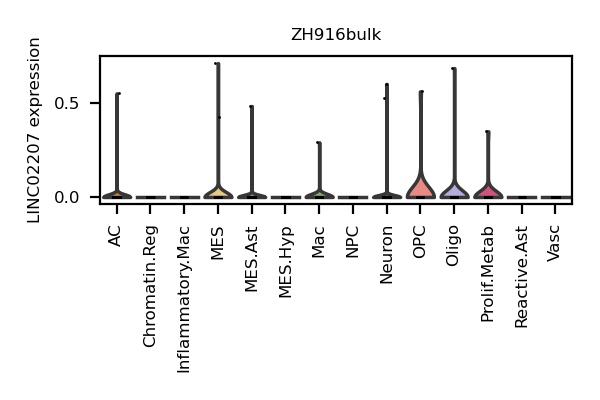 ZH916bulk
LINC02207 expression
0.5
0.0
AC
Chromatin.Reg
Inflammatory.Mac
MES
MES.Ast
MES.Hyp
Mac
NPC
Neuron
OPC
Oligo
Prolif.Metab
Reactive.Ast
Vasc